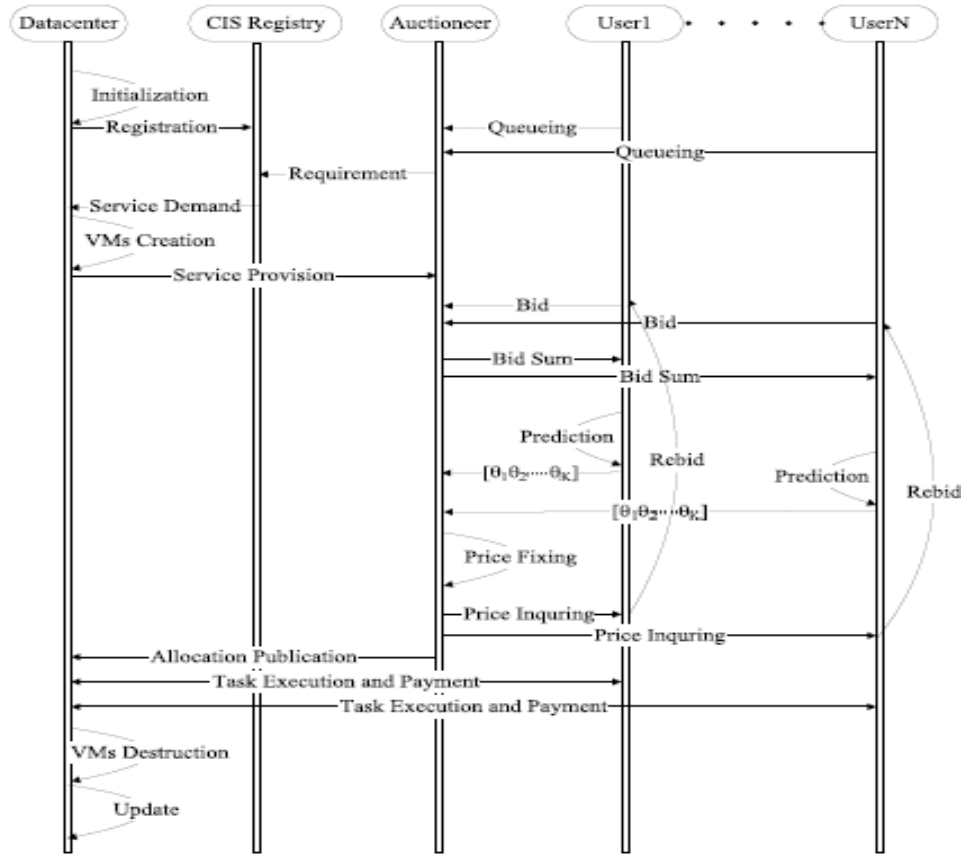 Datacenter
CIS Registry
Auctioneer
User1
UserN
Initialization
Registration
Queueing
Queueing
Requirement
Service Demand
VMs Creation
Service Provision
Bid
Bid
Bid Sum
Bid Sum
Prediction
Rebid
[θ₁θ₂·····θ_K]
Prediction
Rebid
[θ₁θ₂·····θ_K]
Price Fixing
Price Inquring
Price Inquring
Allocation Publication
Task Execution and Payment
Task Execution and Payment
VMs Destruction
Update